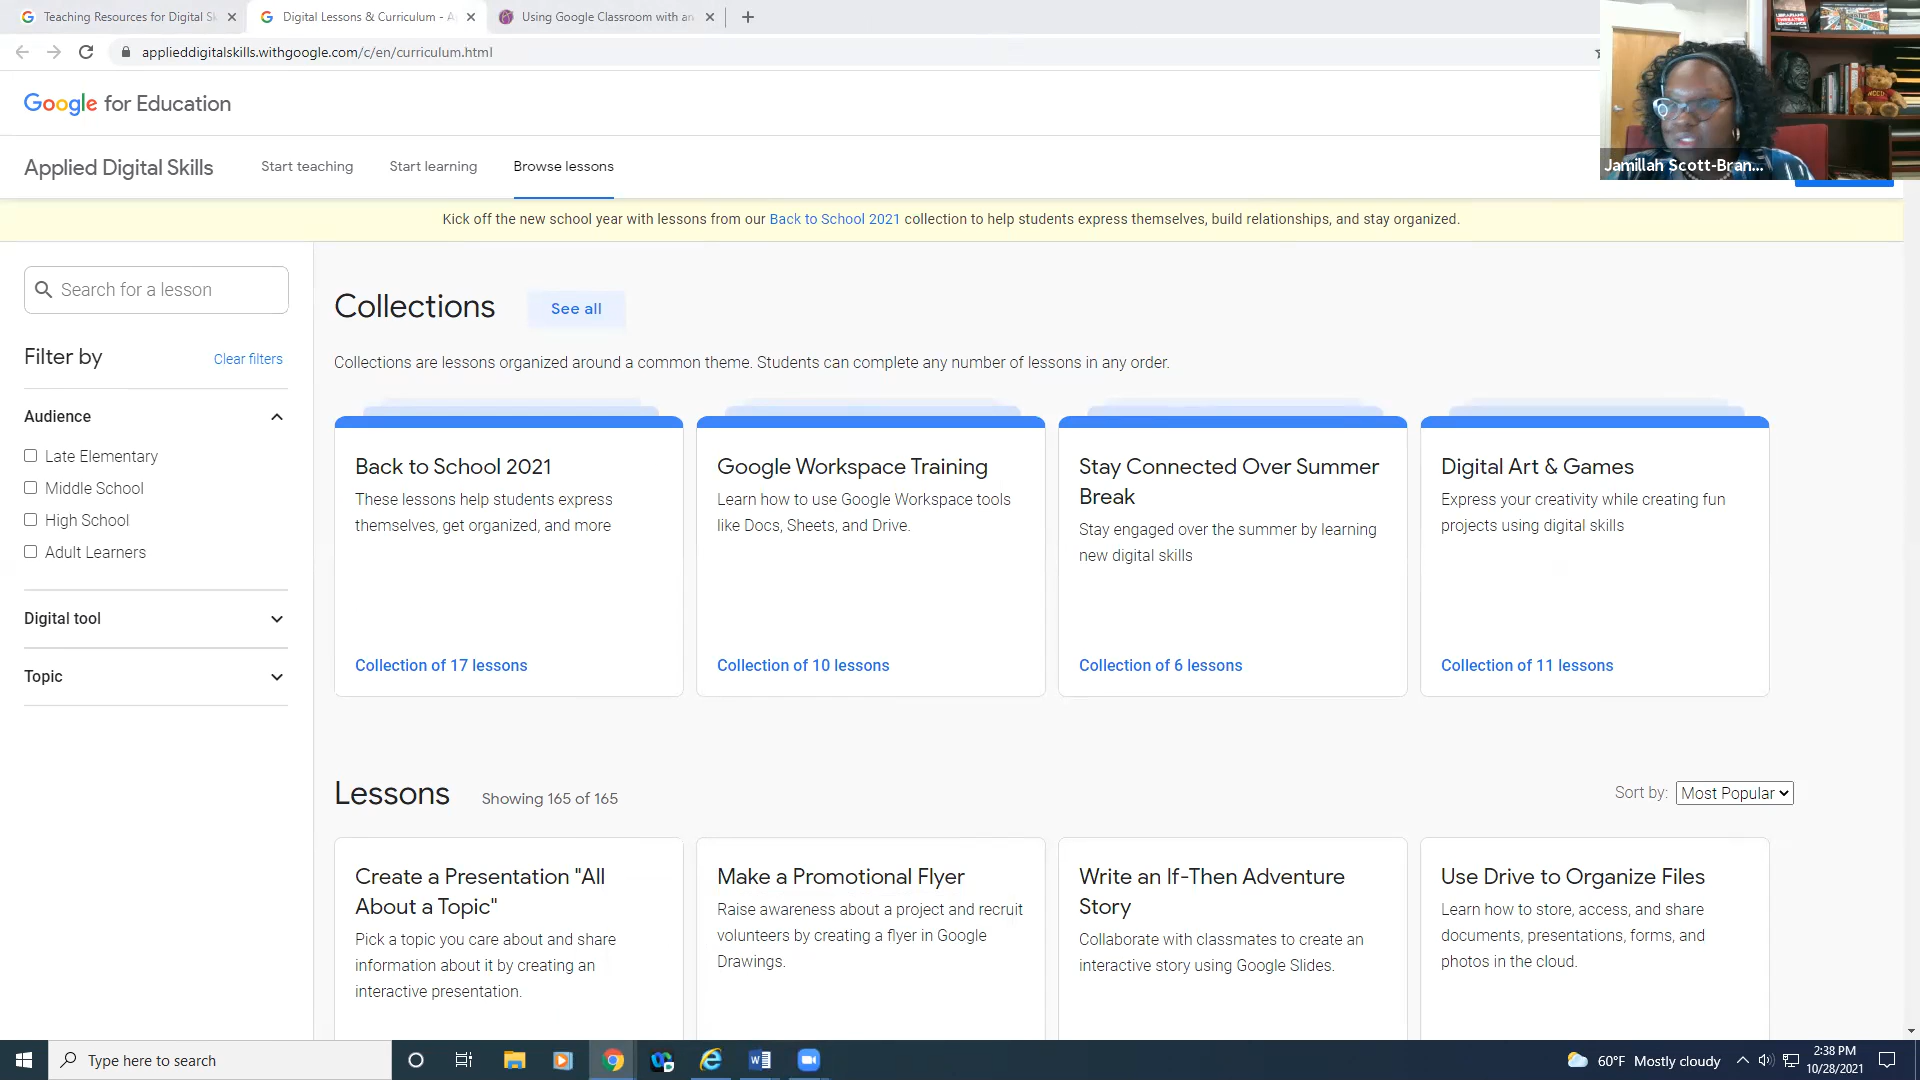 Teaching Resources for Digital Sk
Digital Lessons & Curriculum - A
Using Google Classroom with an
applieddigitalskills.withgoogle.com/c/en/curriculum.html
Google for Education
Applied Digital Skills
Start teaching
Start learning
Browse lessons
Jamillah Scott-Bran...
Kick off the new school year with lessons from our Back to School 2021 collection to help students express themselves, build relationships, and stay organized.
Search for a lesson
Filter by
Clear filters
Audience
Late Elementary
Middle School
High School
Adult Learners
Digital tool
Topic
Collections
See all
Collections are lessons organized around a common theme. Students can complete any number of lessons in any order.
Back to School 2021
These lessons help students express
themselves, get organized, and more
Collection of 17 lessons
Google Workspace Training
Learn how to use Google Workspace tools
like Docs, Sheets, and Drive.
Collection of 10 lessons
Stay Connected Over Summer
Break
Stay engaged over the summer by learning
new digital skills
Collection of 6 lessons
Digital Art & Games
Express your creativity while creating fun
projects using digital skills
Collection of 11 lessons
Lessons
Showing 165 of 165
Sort by: Most Popular
Create a Presentation "All
About a Topic"
Pick a topic you care about and share
information about it by creating an
interactive presentation.
Make a Promotional Flyer
Raise awareness about a project and recruit
volunteers by creating a flyer in Google
Drawings.
Write an If-Then Adventure
Story
Collaborate with classmates to create an
interactive story using Google Slides.
Use Drive to Organize Files
Learn how to store, access, and share
documents, presentations, forms, and
photos in the cloud.
Type here to search
60°F Mostly cloudy
2:38 PM
10/28/2021